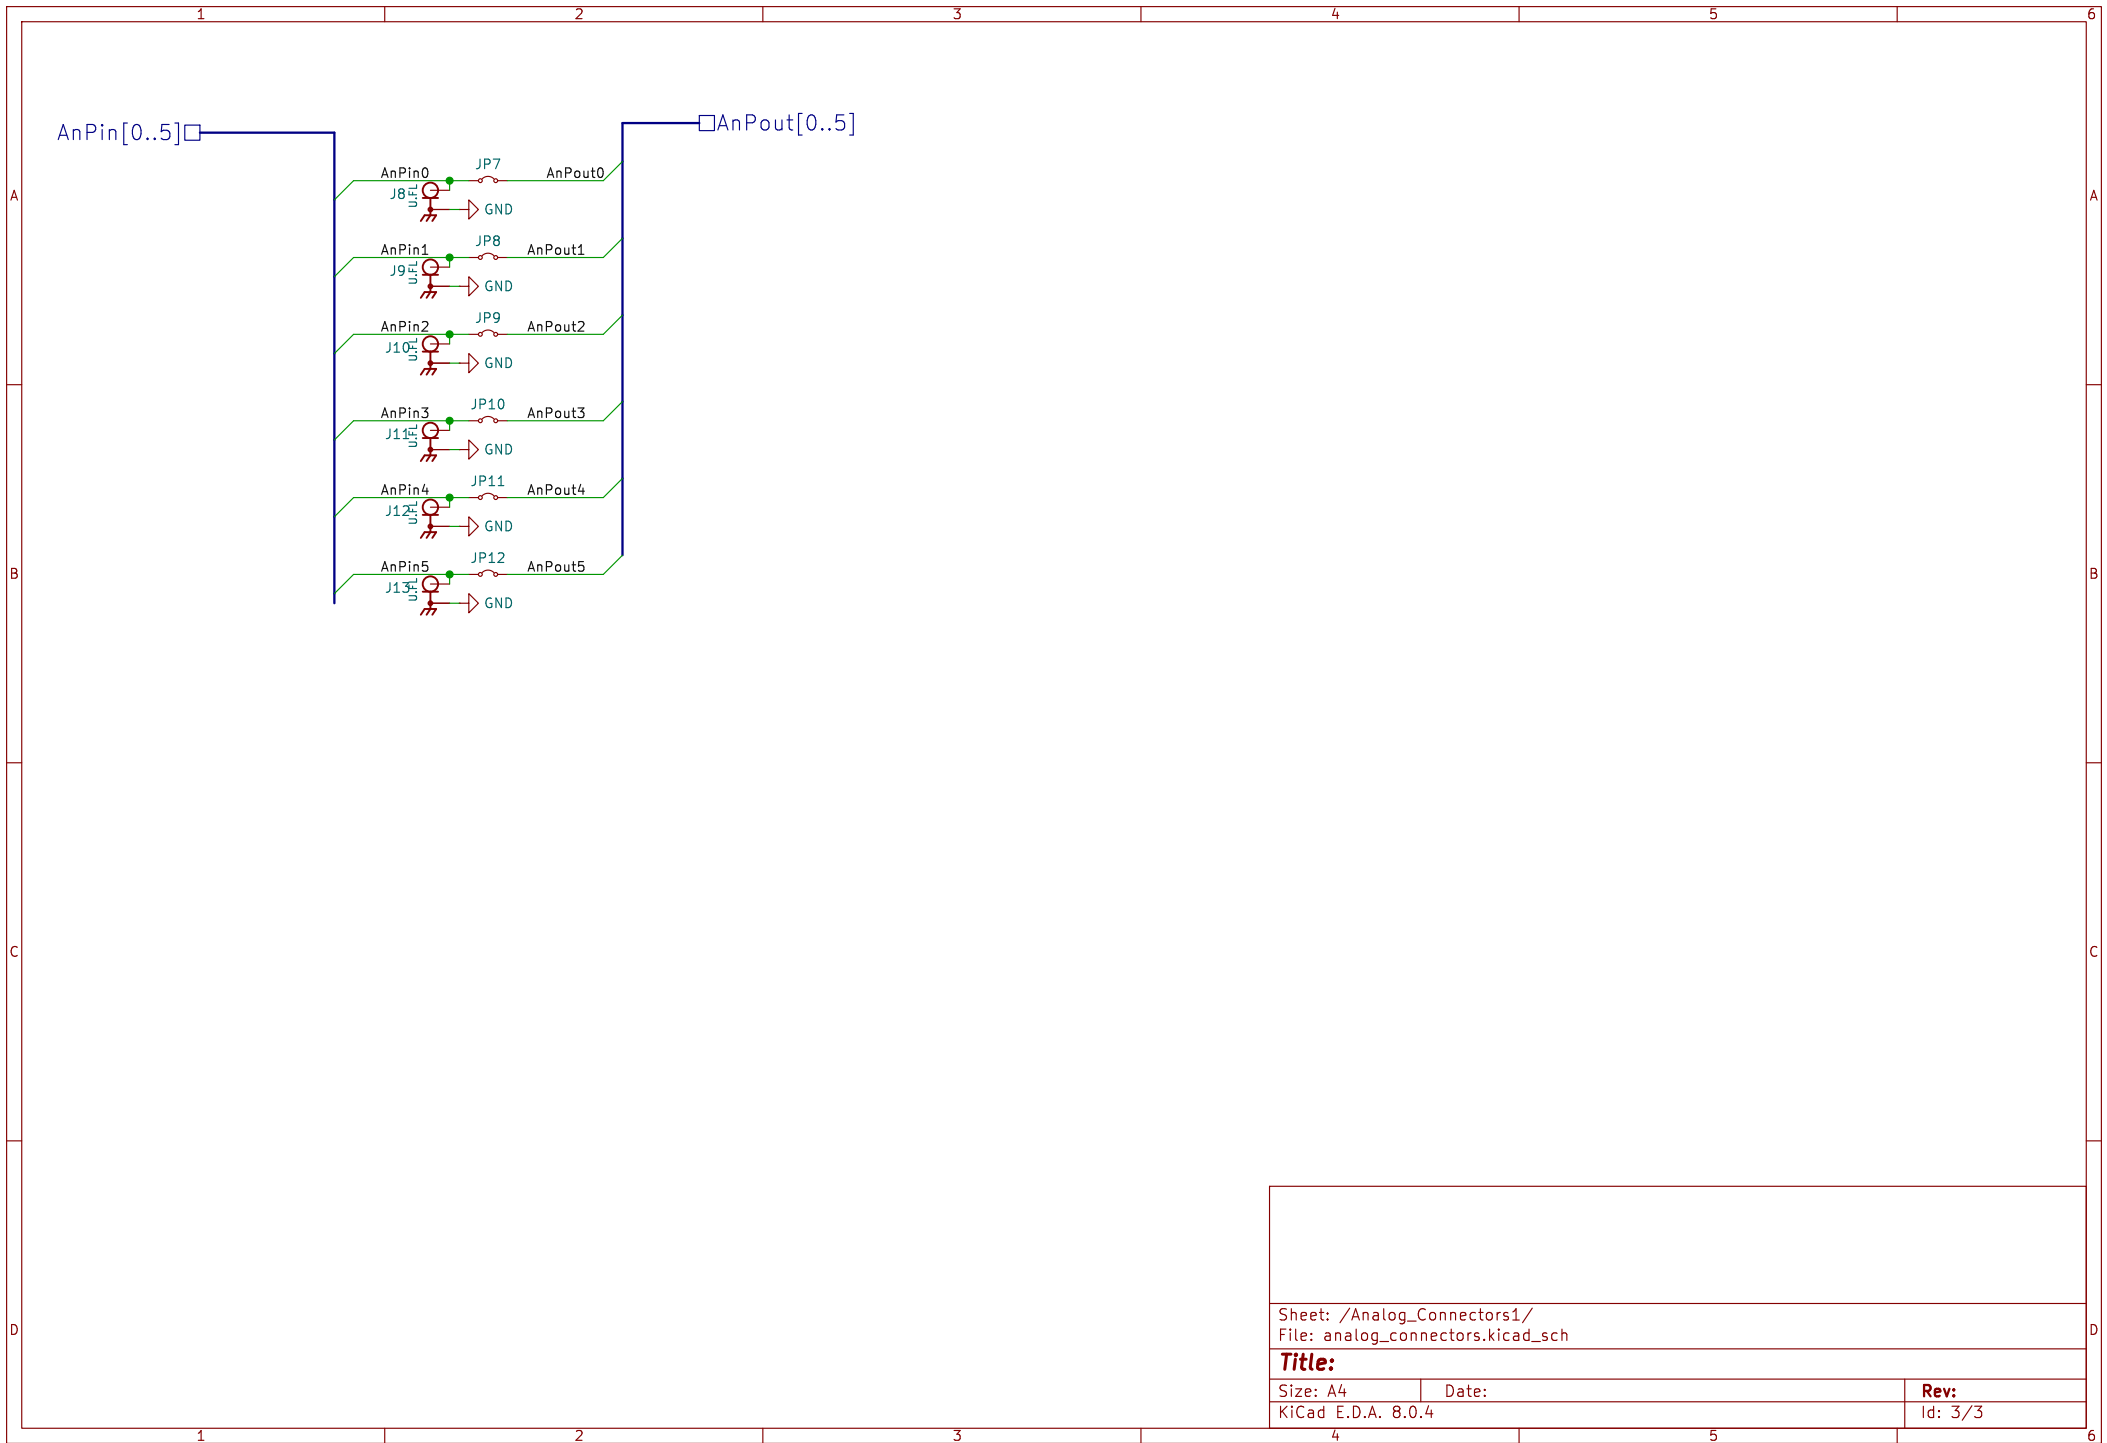 1 2 3 4 5 6
AnPin[0..5] AnPout[0..5]
JP7
AnPin0 AnPout0
A J8 U.FL A
GND
JP8
AnPin1 AnPout1
J9 U.FL
GND
JP9
AnPin2 AnPout2
J10 U.FL
GND
JP10
AnPin3 AnPout3
J11 U.FL
GND
JP11
AnPin4 AnPout4
J12 U.FL
GND
JP12
AnPin5 AnPout5
B J13 U.FL B
GND
C C
Sheet: /Analog_Connectors1/
D D
File: analog_connectors.kicad_sch
Title:
Size: A4 Date: Rev:
KiCad E.D.A. 8.0.4 Id: 3/3
1 2 3 4 5 6